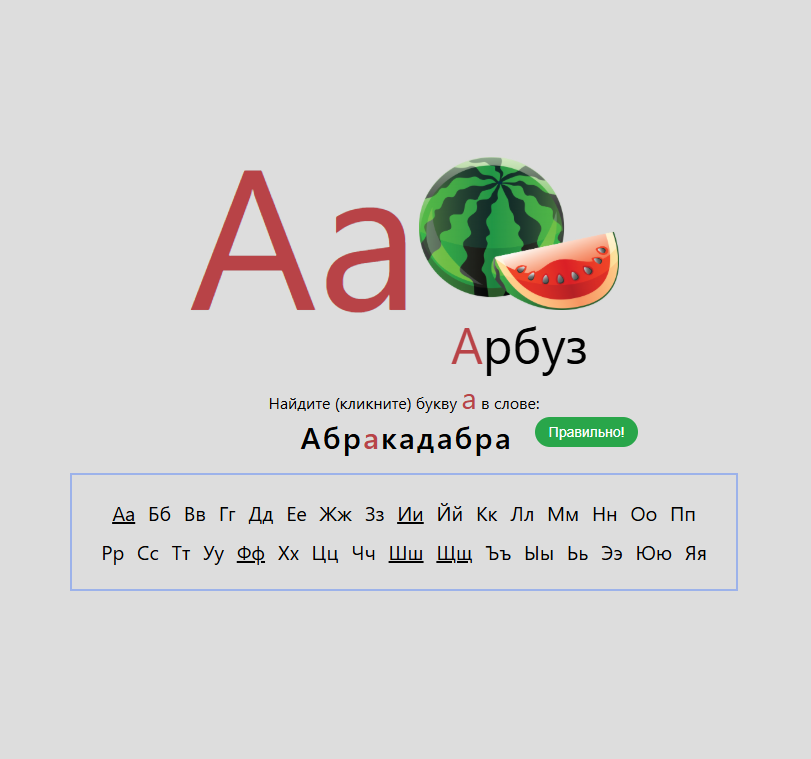 Аа
Арбуз
Найдите (кликните) букву а в слове:
Абракадабра
Правильно!
Аа Бб Вв Гг Дд Ее Жж Зз Ии Йй Кк Лл Мм Нн Оо Пп
Рр Сс Тт Уу Фф Хх Цц Чч Шш Щщ Ъъ Ыы Ьь Ээ Юю Яя